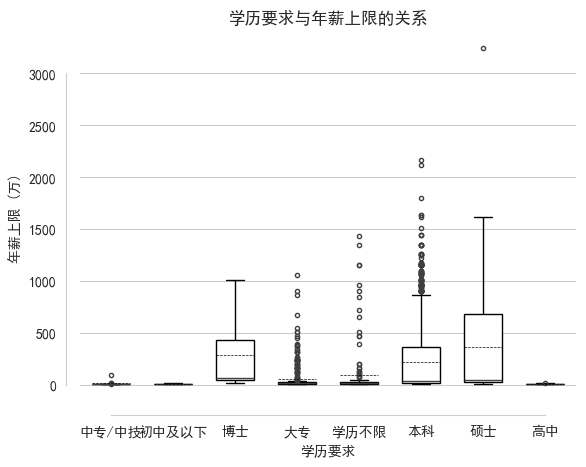 学历要求与年薪上限的关系
3000
2500
2000
1500
1000
500
0
年薪上限（万）
中专/中技 初中及以下 博士 大专 学历不限 本科 硕士 高中
学历要求